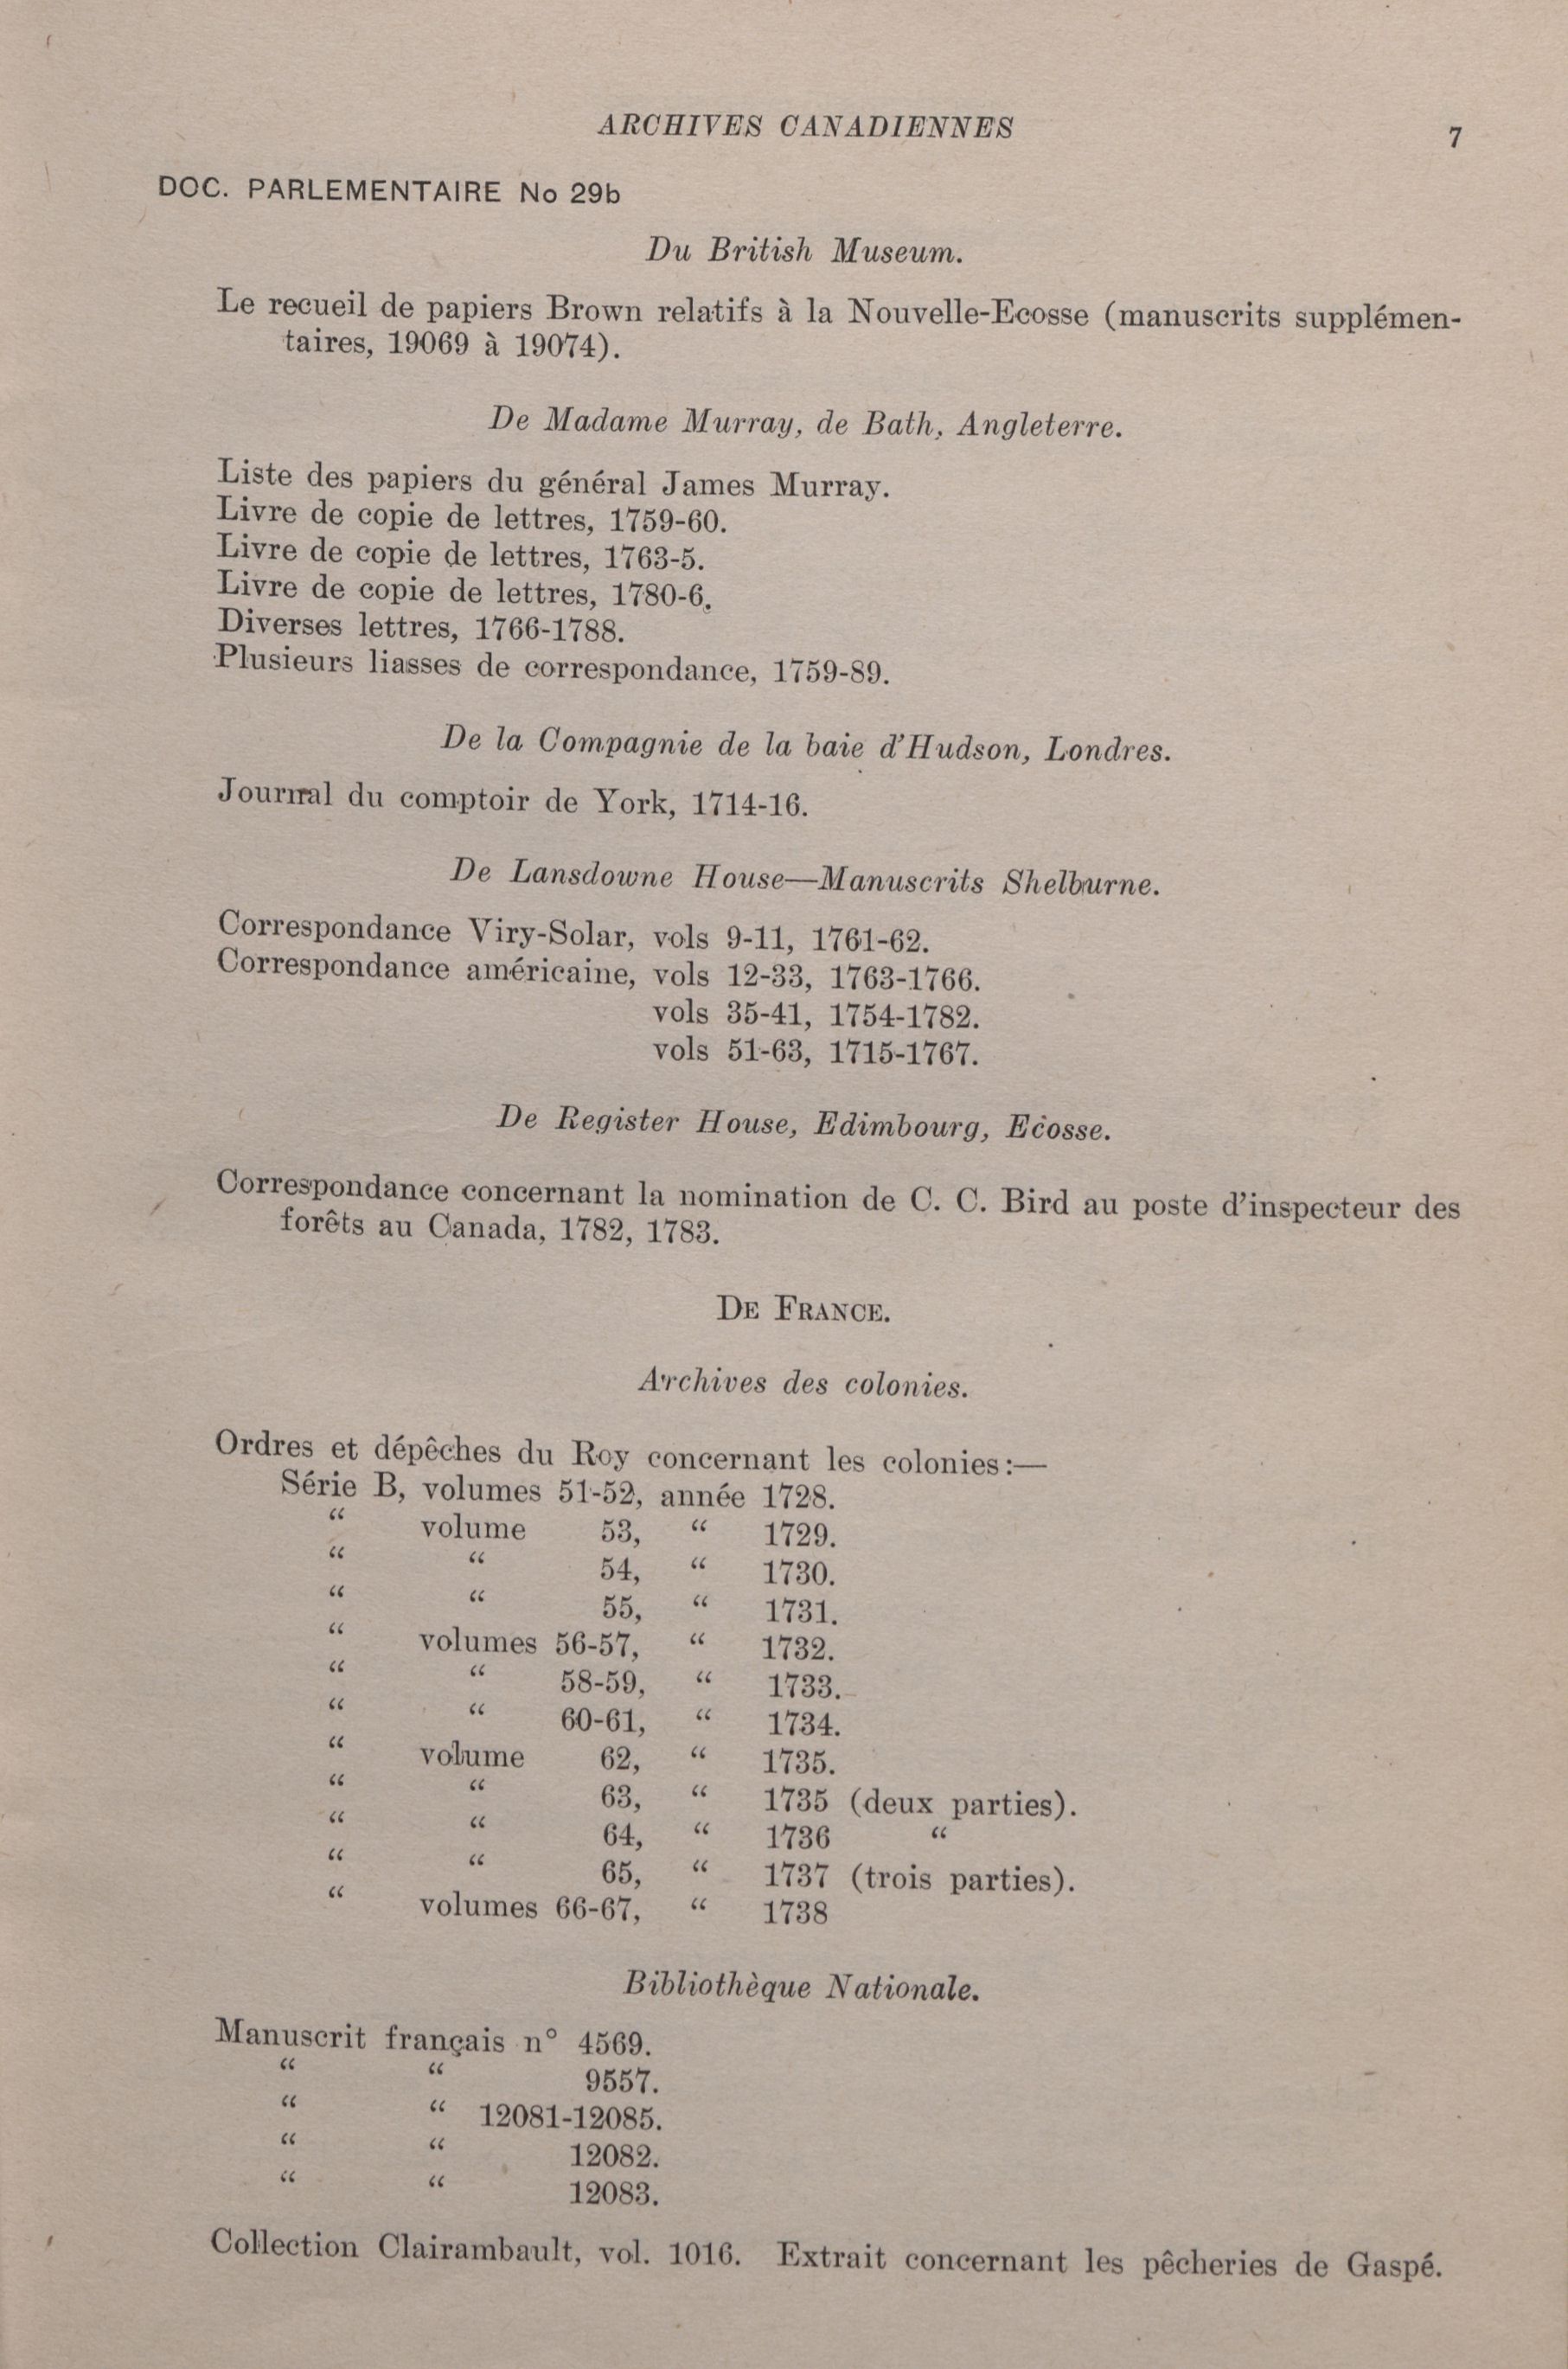 ARCHIVES CANADIENNES 7
DOC. PARLEMENTAIRE No 29b
Du British Museum.
Le recueil de papiers Brown relatifs à la Nouvelle-Ecosse (manuscrits supplémen-
taires, 19069 à 19074).
De Madame Murray, de Bath, Angleterre.
Liste des papiers du général James Murray.
Livre de copie de lettres, 1759-60.
Livre de copie de lettres, 1763-5.
Livre de copie de lettres, 1780-6.
Diverses lettres, 1766-1788.
Plusieurs liasses de correspondance, 1759-89.
De la Compagnie de la baie d'Hudson, Londres.
Journal du comptoir de York, 1714-16.
De Lansdowne House—Manuscrits Shelburne.
Correspondance Viry-Solar, vols 9-11, 1761-62.
Correspondance américaine, vols 12-33, 1763-1766.
vols 35-41, 1754-1782.
vols 51-63, 1715-1767.
De Register House, Edimbourg, Ecosse.
Correspondance concernant la nomination de C. C. Bird au poste d'inspecteur des
forêts au Canada, 1782, 1783.
DE FRANCE.
Archives des colonies.
Ordres et dépêches du Roy concernant les colonies:—
Série B, volumes 51-52, année 1728.
“ volume 53, “ 1729.
“ “ 54, “ 1730.
“ “ 55, “ 1731.
“ volumes 56-57, “ 1732.
“ “ 58-59, “ 1733.
“ “ 60-61, “ 1734.
“ volume 62, “ 1735.
“ “ 63, “ 1735 (deux parties).
“ “ 64, “ 1736 “
“ “ 65, “ 1737 (trois parties).
“ volumes 66-67, “ 1738
Bibliothèque Nationale.
Manuscrit français n° 4569.
“ “ 9557.
“ “ 12081-12085.
“ “ 12082.
“ “ 12083.
Collection Clairambault, vol. 1016. Extrait concernant les pêcheries de Gaspé.